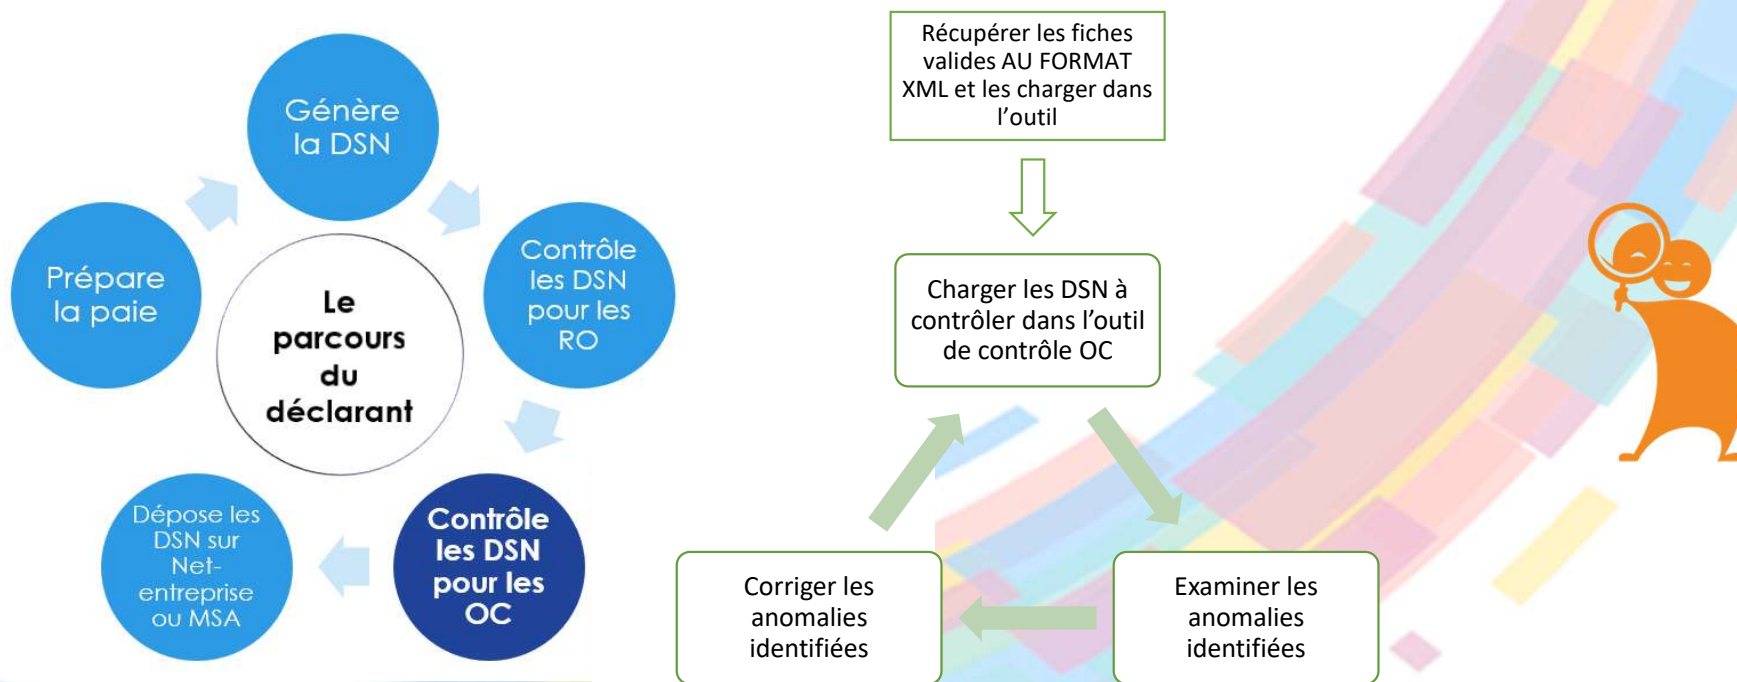 Génère
la DSN
Prépare
la paie
Contrôle
les DSN
pour les
RO
Le
parcours
du
déclarant
Dépose les
DSN sur
Net-
entreprise
ou MSA
Contrôle
les DSN
pour les
OC
Récupérer les fiches
valides AU FORMAT
XML et les charger dans
l’outil
Charger les DSN à
contrôler dans l’outil
de contrôle OC
Corriger les
anomalies
identifiées
Examiner les
anomalies
identifiées